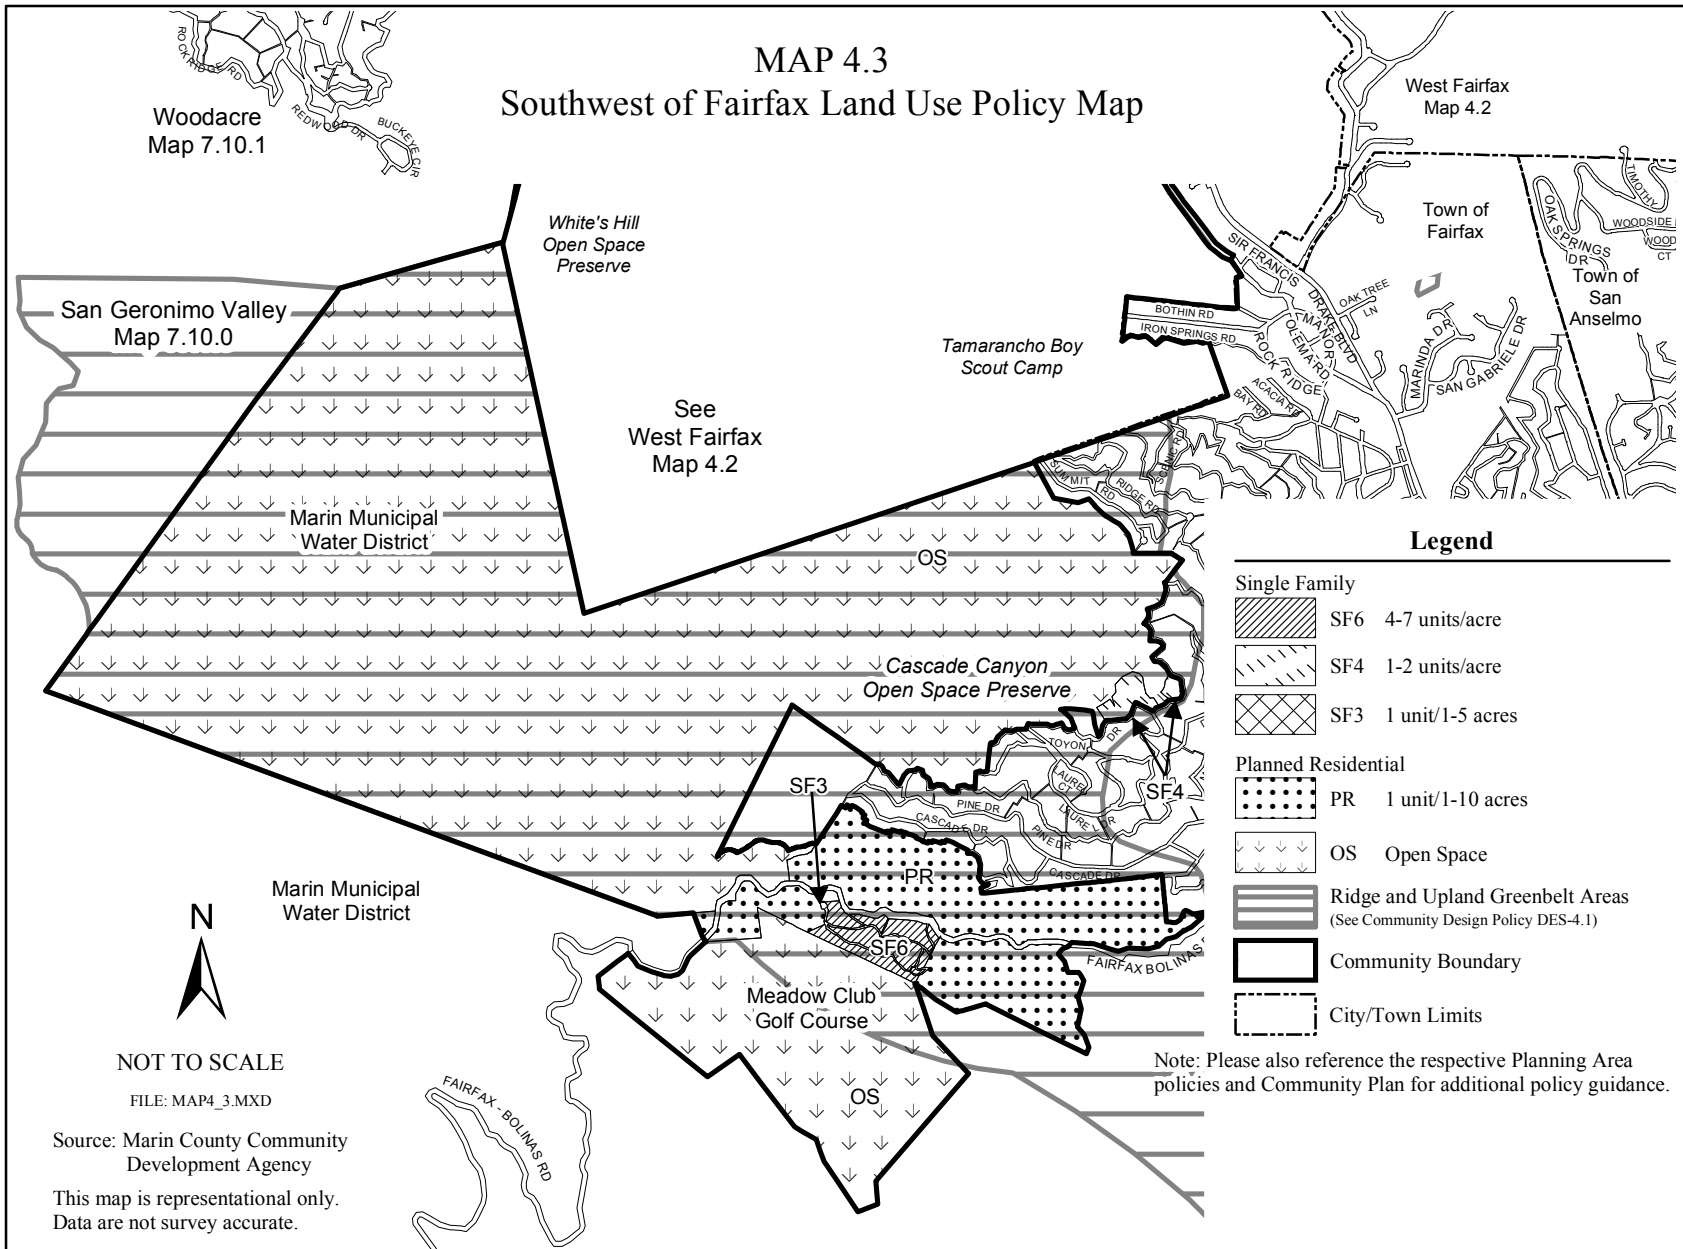 MAP 4.3
Southwest of Fairfax Land Use Policy Map
ROCK RIDGE RD
Woodacre
Map 7.10.1
REDWOOD DR
BUCKEYE CIR
West Fairfax
Map 4.2
White's Hill
Open Space
Preserve
Town of
Fairfax
TIMOTHY
WOODSIDE
WOOD
CT
OAK SPRINGS
DR
Town of
San
Anselmo
San Geronimo Valley
Map 7.10.0
SIR FRANCIS
DRAKE BLVD
OAK TREE
LN
BOTHIN RD
IRON SPRINGS RD
MANOR
OLEMA RD
ROCK RIDGE
MARINDA DR
SAN GABRIELE DR
Tamarancho Boy
Scout Camp
ACACIA RD
BAY RD
See
West Fairfax
Map 4.2
SCENIC RD
SUMMIT RD
RIDGE RD
Marin Municipal
Water District
OS
Cascade Canyon
Open Space Preserve
TOYON DR
LAUREL
CT
LAUREL DR
SF4
SF3
PINE DR
CASCADE DR
PINE DR
CASCADE DR
PR
SF6
FAIRFAX BOLINAS
Marin Municipal
Water District
Meadow Club
Golf Course
OS
FAIRFAX - BOLINAS RD
N
NOT TO SCALE
FILE: MAP4_3.MXD
Source: Marin County Community
Development Agency
This map is representational only.
Data are not survey accurate.
Legend
Single Family
SF6 4-7 units/acre
SF4 1-2 units/acre
SF3 1 unit/1-5 acres
Planned Residential
PR 1 unit/1-10 acres
OS Open Space
Ridge and Upland Greenbelt Areas
(See Community Design Policy DES-4.1)
Community Boundary
City/Town Limits
Note: Please also reference the respective Planning Area
policies and Community Plan for additional policy guidance.